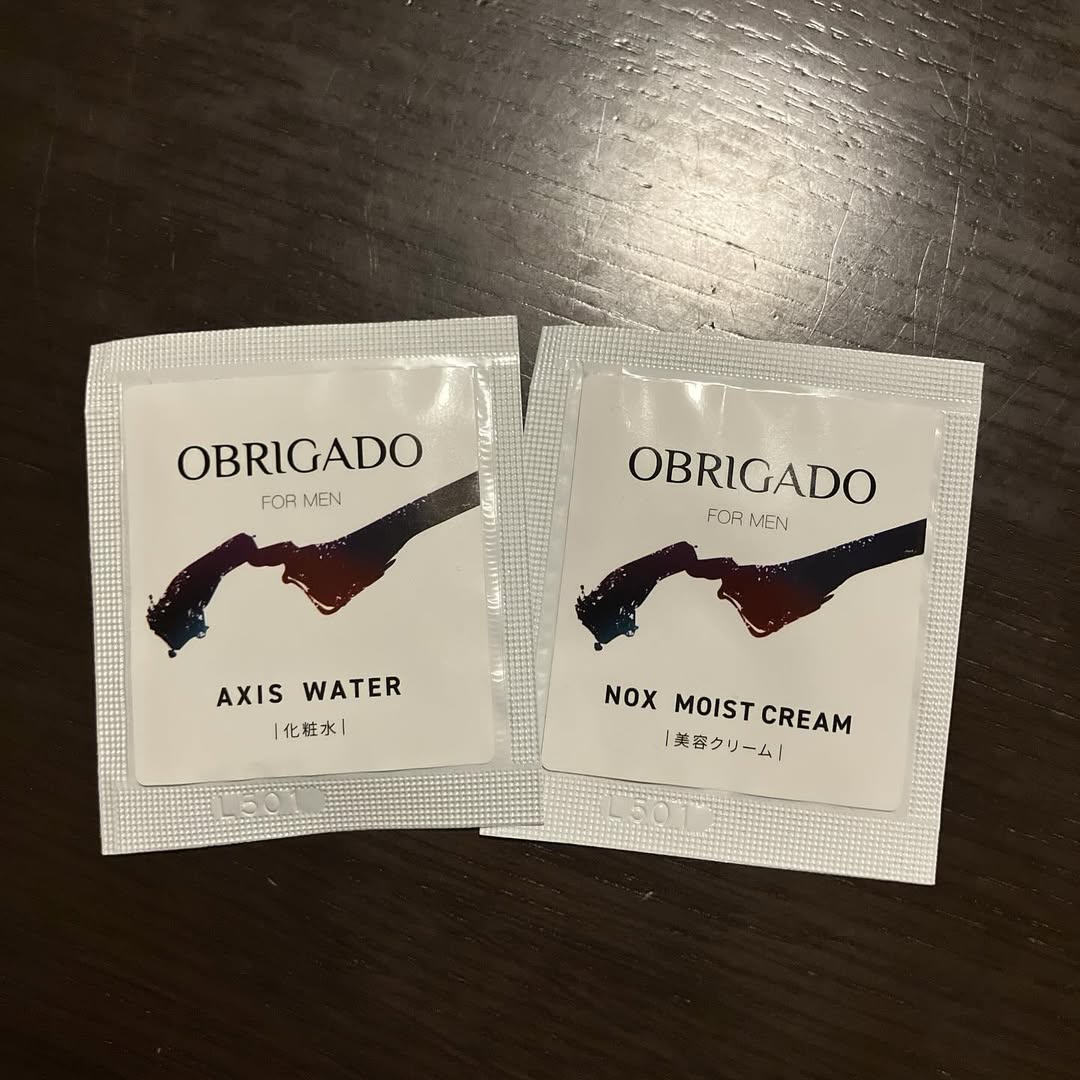 OBRIGADO
FOR MEN
AXIS WATER
|化粧水|
L501
OBRIGADO
FOR MEN
NOX MOIST CREAM
|美容クリーム|
L501